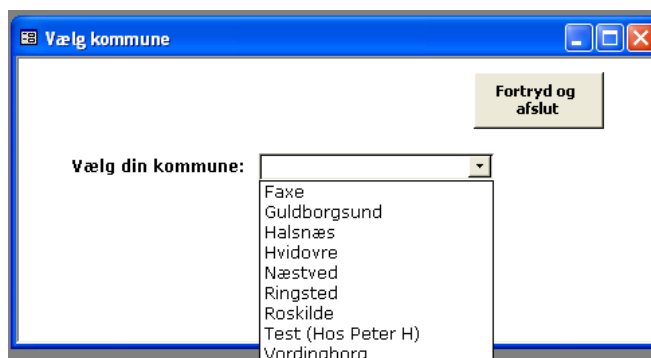 Vælg kommune
Fortryd og
afslut
Vælg din kommune:
Faxe
Guldborgsund
Halsnæs
Hvidovre
Næstved
Ringsted
Roskilde
Test (Hos Peter H)
Vordingborg